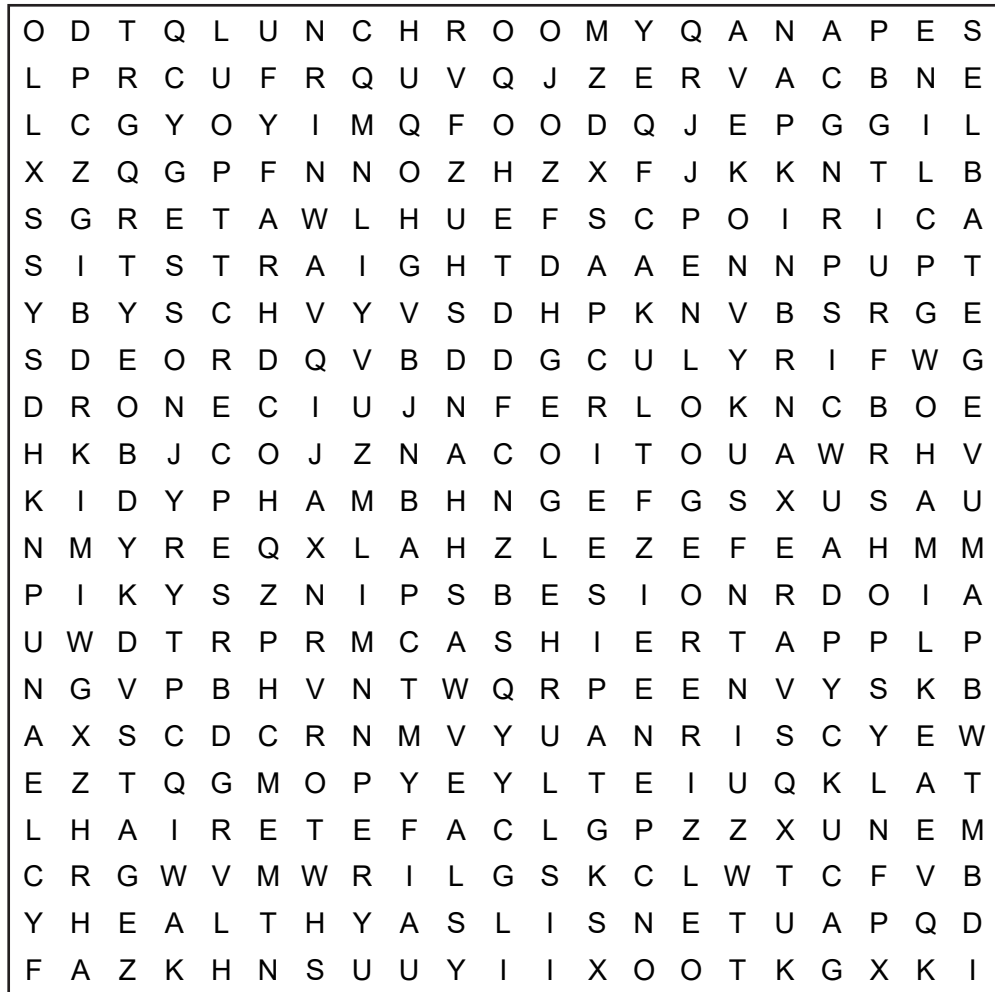 O D T Q L U N C H R O O M Y Q A N A P E S
L P R C U F R Q U V Q J Z E R V A C B N E
L C G Y O Y I M Q F O O D Q J E P G G I L
X Z Q G P F N N O Z H Z X F J K K N T L B
S G R E T A W L H U E F S C P O I R I C A
S I T S T R A I G H T D A A E N N P U P T
Y B Y S C H V Y V S D H P K N V B S R G E
S D E O R D Q V B D D G C U L Y R I F W G
D R O N E C I U J N F E R L O K N C B O E
H K B J C O J Z N A C O I T O U A W R H V
K I D Y P H A M B H N G E F G S X U S A U
N M Y R E Q X L A H Z L E Z E F E A H M M
P I K Y S Z N I P S B E S I O N R D O I A
U W D T R P R M C A S H I E R T A P P L P
N G V P B H V N T W Q R P E E N V Y S K B
A X S C D C R N M V Y U A N R I S C Y E W
E Z T Q G M O P Y E Y L T E I U Q K L A T
L H A I R E T E F A C L G P Z Z X U N E M
C R G W V M W R I L G S K C L W T C F V B
Y H E A L T H Y A S L I S N E T U A P Q D
F A Z K H N S U U Y I I X O O T K G X K I